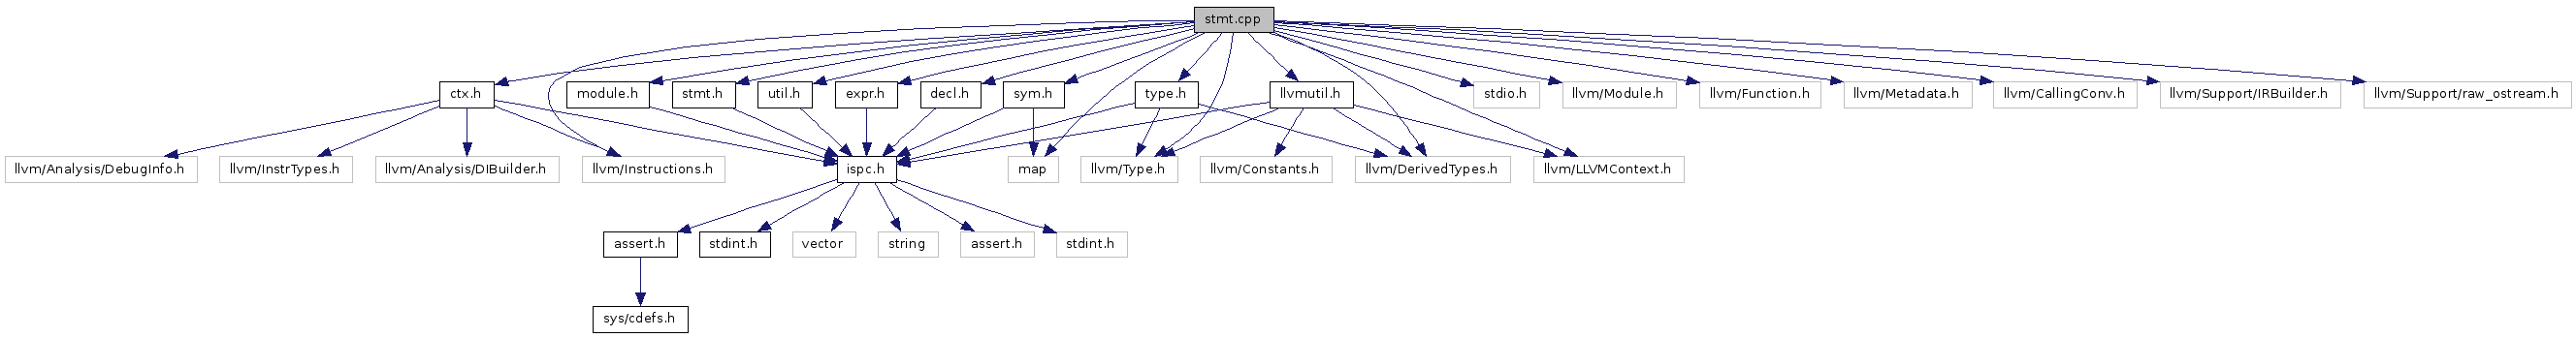 stmt.cpp
ctx.h
module.h
stmt.h
util.h
expr.h
decl.h
sym.h
type.h
llvmutil.h
stdio.h
llvm/Module.h
llvm/Function.h
llvm/Metadata.h
llvm/CallingConv.h
llvm/Support/IRBuilder.h
llvm/Support/raw_ostream.h
llvm/Analysis/DebugInfo.h
llvm/InstrTypes.h
llvm/Analysis/DIBuilder.h
llvm/Instructions.h
ispc.h
map
llvm/Type.h
llvm/Constants.h
llvm/DerivedTypes.h
llvm/LLVMContext.h
assert.h
stdint.h
vector
string
assert.h
stdint.h
sys/cdefs.h